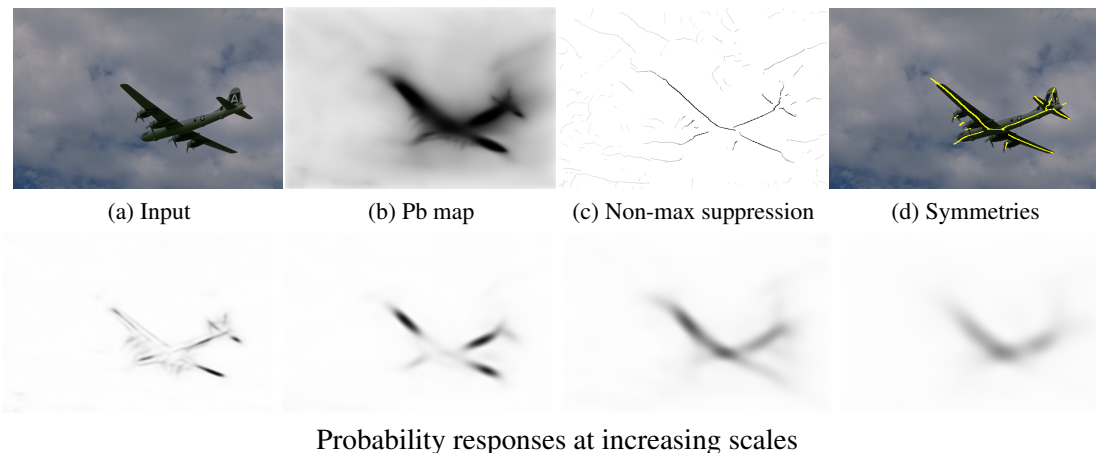 (a) Input
(b) Pb map
(c) Non-max suppression
(d) Symmetries
Probability responses at increasing scales